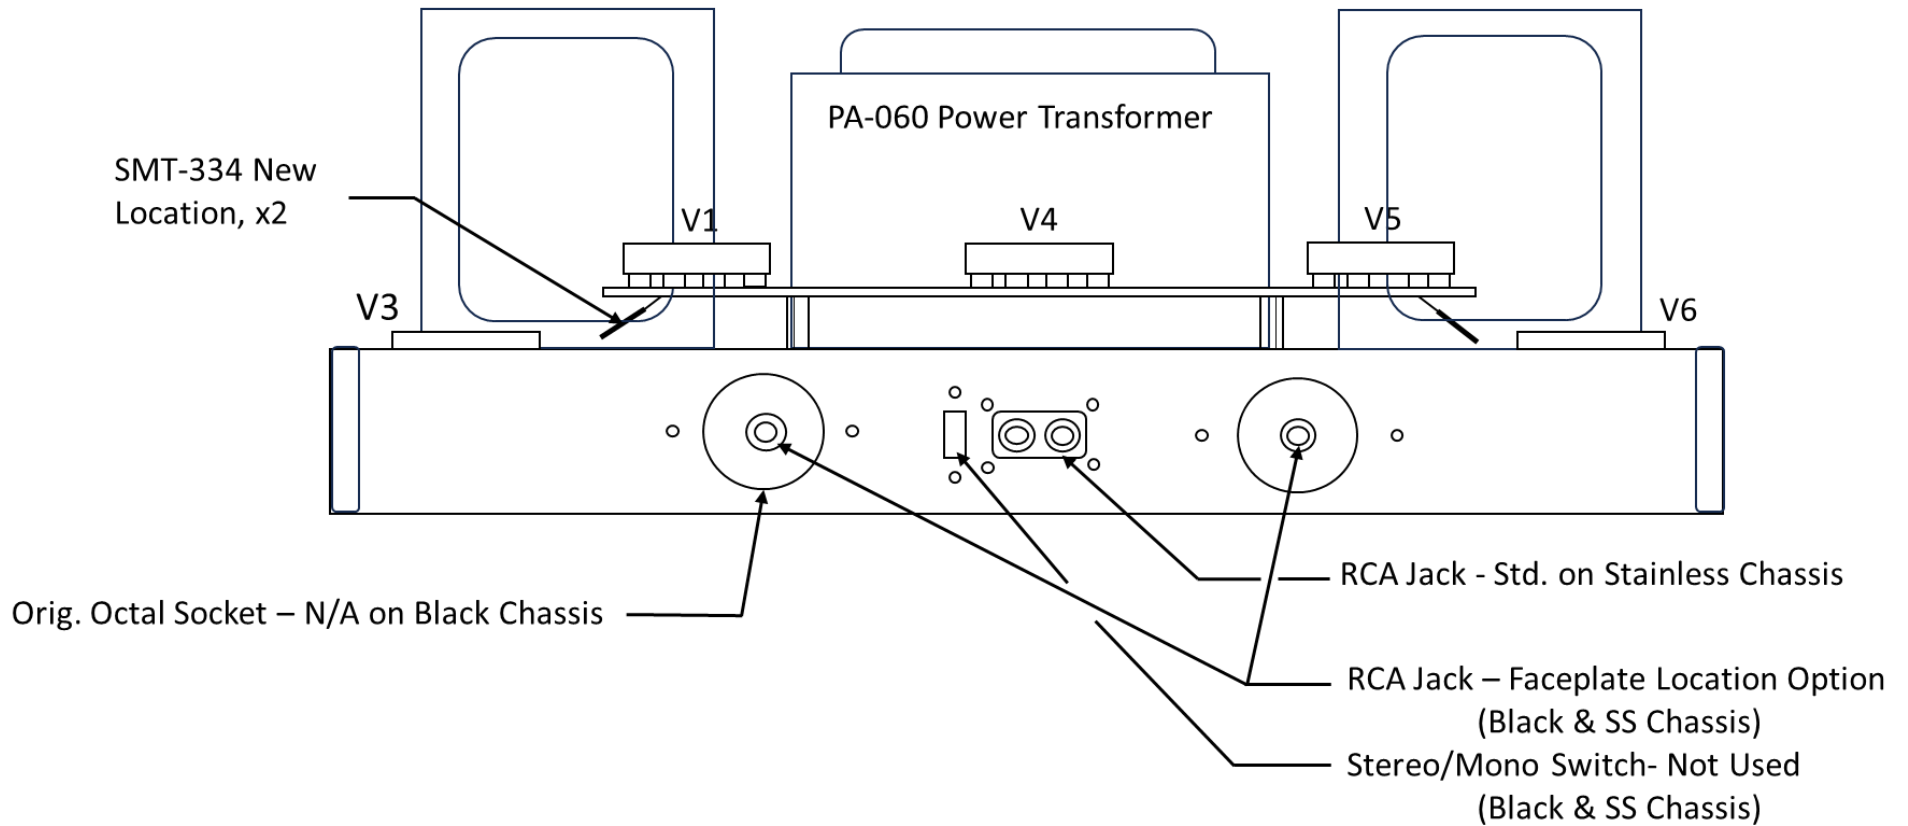 PA-060 Power Transformer
SMT-334 New
Location, x2
V1
V4
V5
V3
V6
RCA Jack - Std. on Stainless Chassis
Orig. Octal Socket – N/A on Black Chassis
RCA Jack – Faceplate Location Option
(Black & SS Chassis)
Stereo/Mono Switch- Not Used
(Black & SS Chassis)